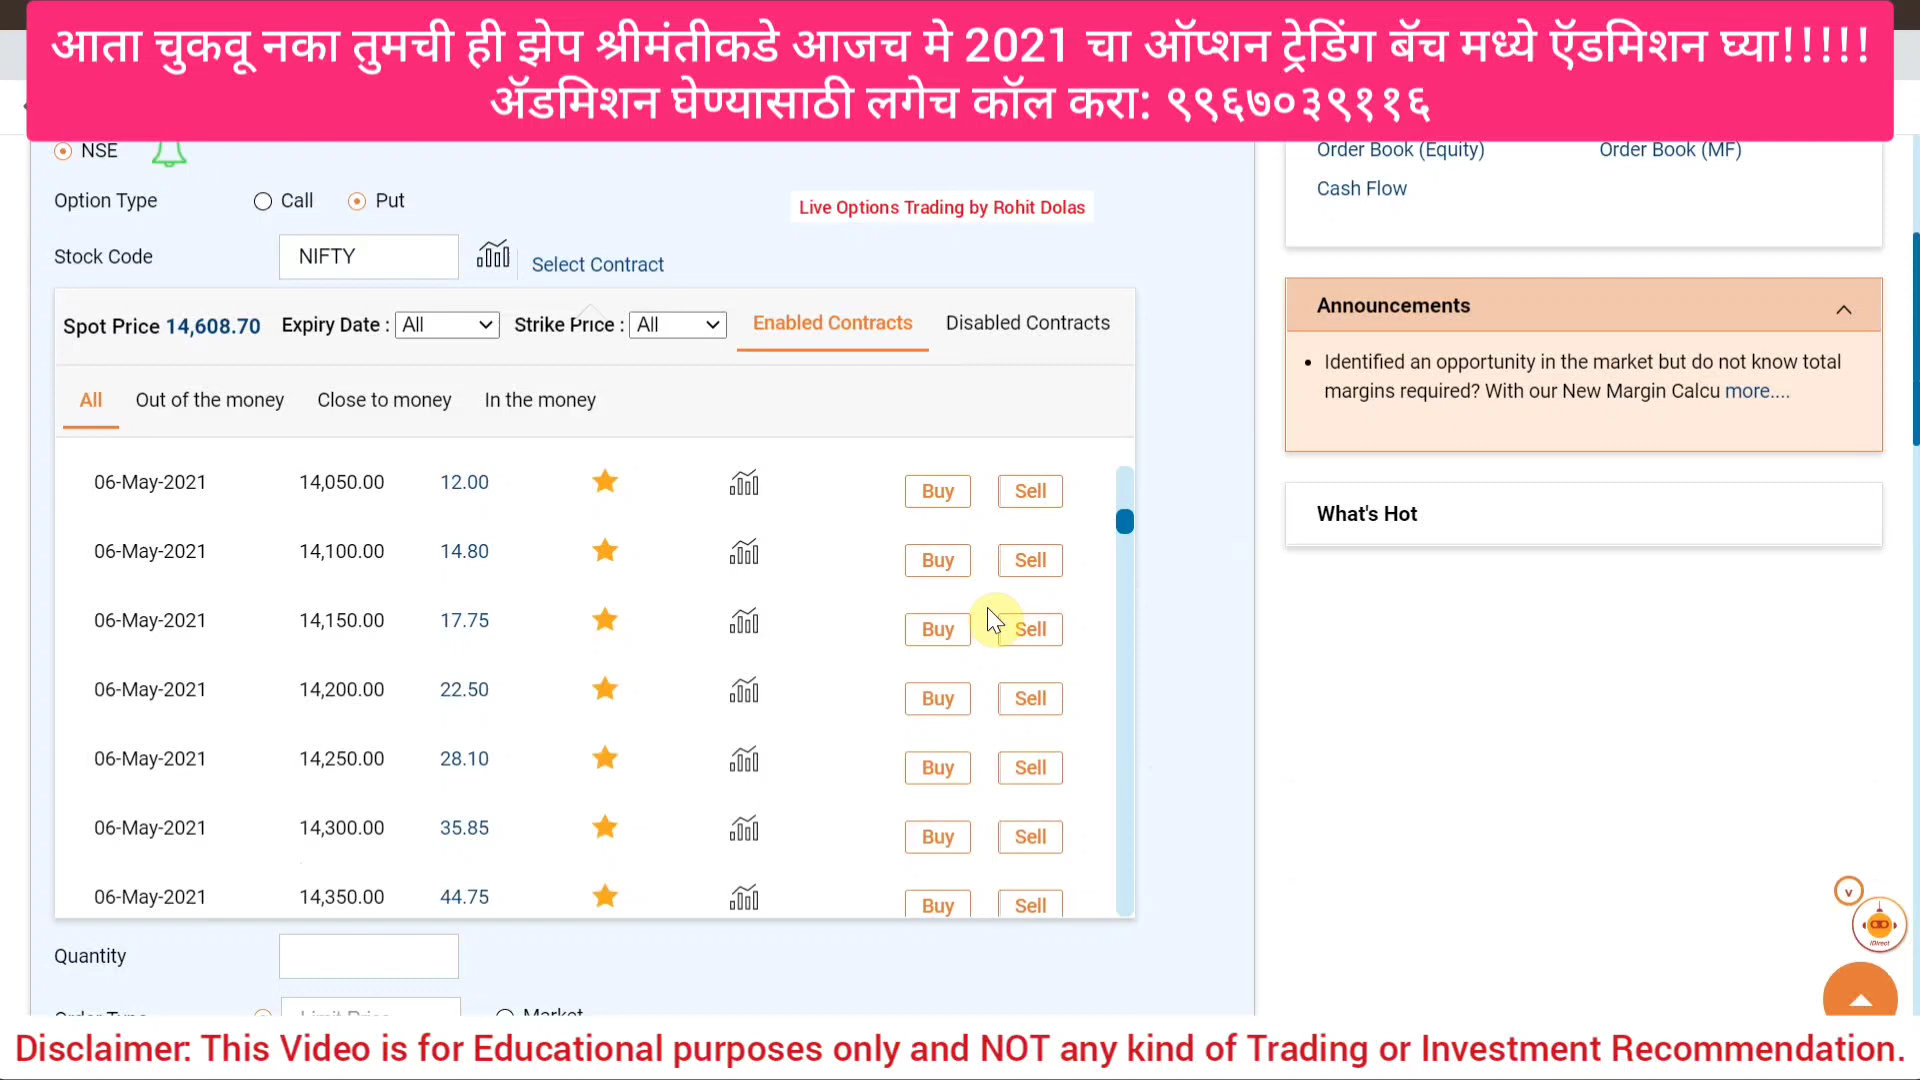 आता चुकवू नका तुमची ही झेप श्रीमंतीकडे आजच मे 2021 चा ऑप्शन ट्रेडिंग बॅच मध्ये ऍडमिशन घ्या!!!!!
ॲडमिशन घेण्यासाठी लगेच कॉल करा: ९९६७०३९११६
NSE
Order Book (Equity) Order Book (MF)
Cash Flow
Option Type Call Put
Live Options Trading by Rohit Dolas
Stock Code NIFTY Select Contract
Spot Price 14,608.70 Expiry Date : All Strike Price : All Enabled Contracts Disabled Contracts
All Out of the money Close to money In the money
06-May-2021 14,050.00 12.00 Buy Sell
06-May-2021 14,100.00 14.80 Buy Sell
06-May-2021 14,150.00 17.75 Buy Sell
06-May-2021 14,200.00 22.50 Buy Sell
06-May-2021 14,250.00 28.10 Buy Sell
06-May-2021 14,300.00 35.85 Buy Sell
06-May-2021 14,350.00 44.75 Buy Sell
Quantity
Order Type Limit Price Market
Announcements
Identified an opportunity in the market but do not know total
margins required? With our New Margin Calcu more....
What's Hot
v
iDirect
Disclaimer: This Video is for Educational purposes only and NOT any kind of Trading or Investment Recommendation.